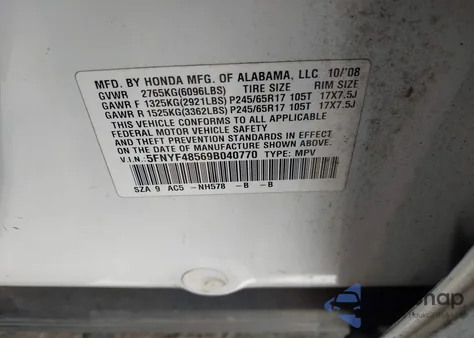 MFD. BY HONDA MFG. OF ALABAMA, LLC 10/'08
GVWR 2765KG(6096LBS) TIRE SIZE RIM SIZE
GAWR F 1325KG(2921LBS) P245/65R17 105T 17X7.5J
GAWR R 1525KG(3362LBS) P245/65R17 105T 17X7.5J
THIS VEHICLE CONFORMS TO ALL APPLICABLE
FEDERAL MOTOR VEHICLE SAFETY
AND THEFT PREVENTION STANDARDS IN EFFECT
ON THE DATE OF MANUFACTURE SHOWN ABOVE.
V.I.N.: 5FNYF48569B040770 TYPE: MPV
SZA 9 AC5 -NH578 -B -B